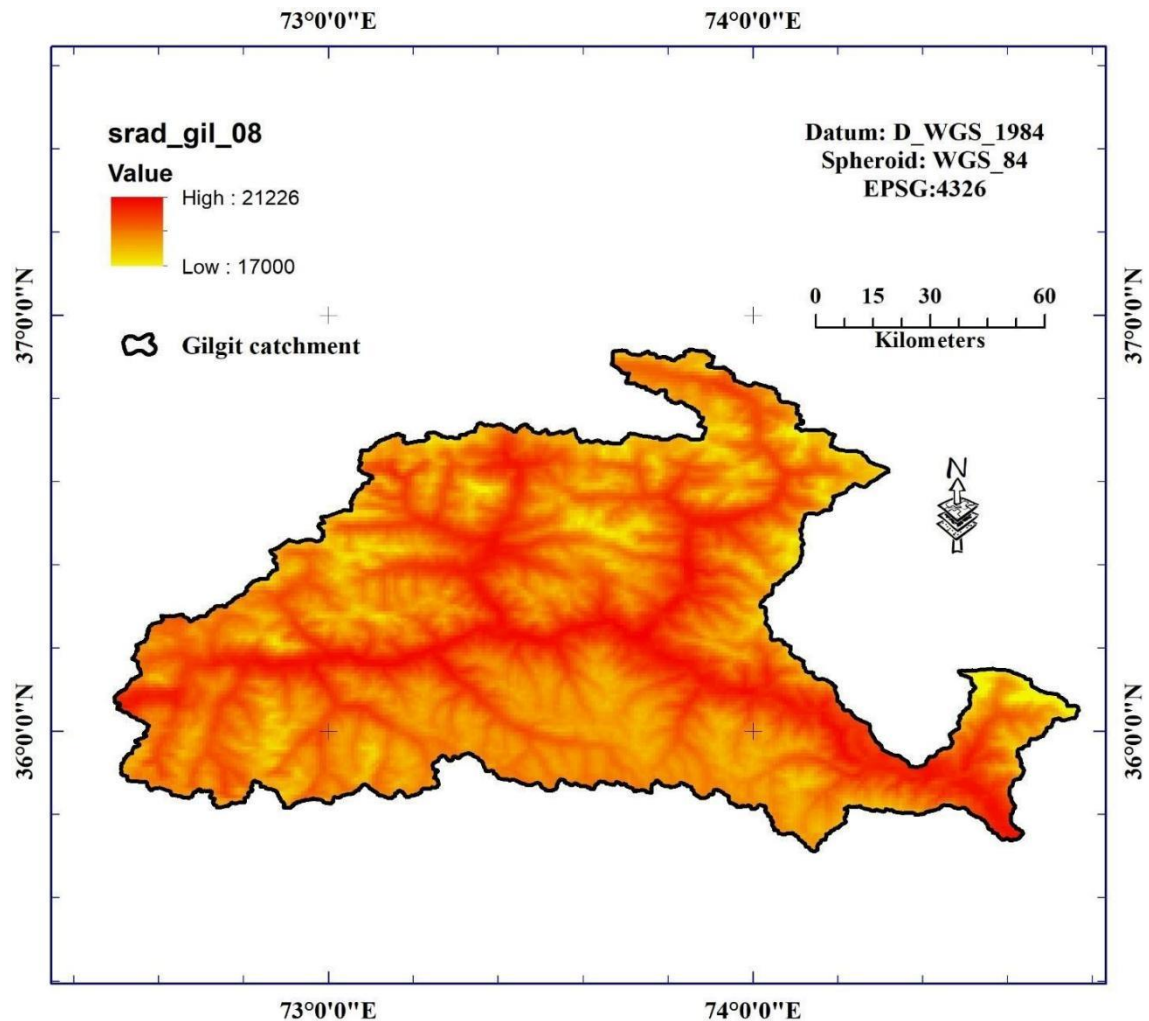 73°0'0"E
74°0'0"E
srad_gil_08
Value
High : 21226
Low : 17000
Gilgit catchment
Datum: D_WGS_1984
Spheroid: WGS_84
EPSG:4326
0 15 30 60
Kilometers
37°0'0"N
37°0'0"N
N
36°0'0"N
36°0'0"N
73°0'0"E
74°0'0"E